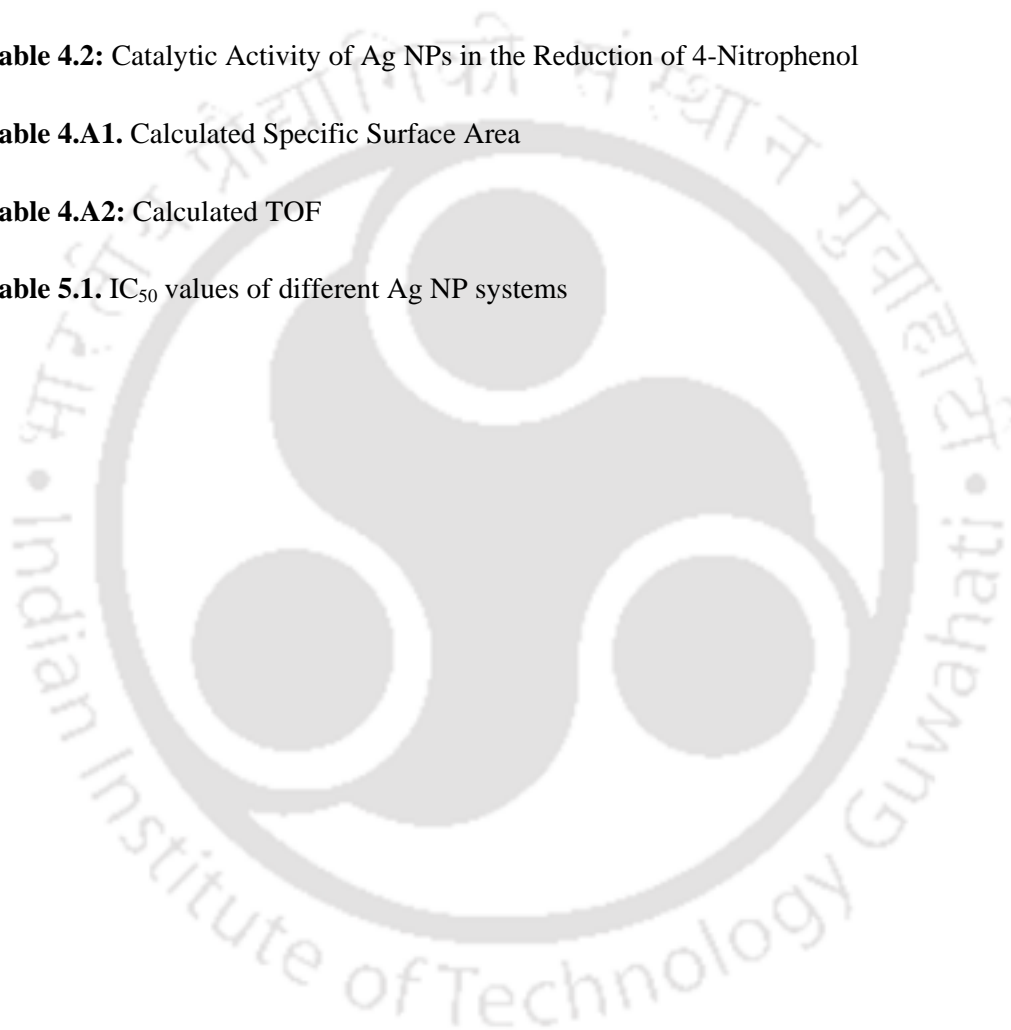 able 4.2: Catalytic Activity of Ag NPs in the Reduction of 4-Nitrophenol
able 4.A1. Calculated Specific Surface Area
able 4.A2: Calculated TOF
able 5.1. IC₅₀ values of different Ag NP systems
भारतीय प्रौद्योगिकी संस्थान गुवाहाटी
Indian Institute of Technology Guwahati